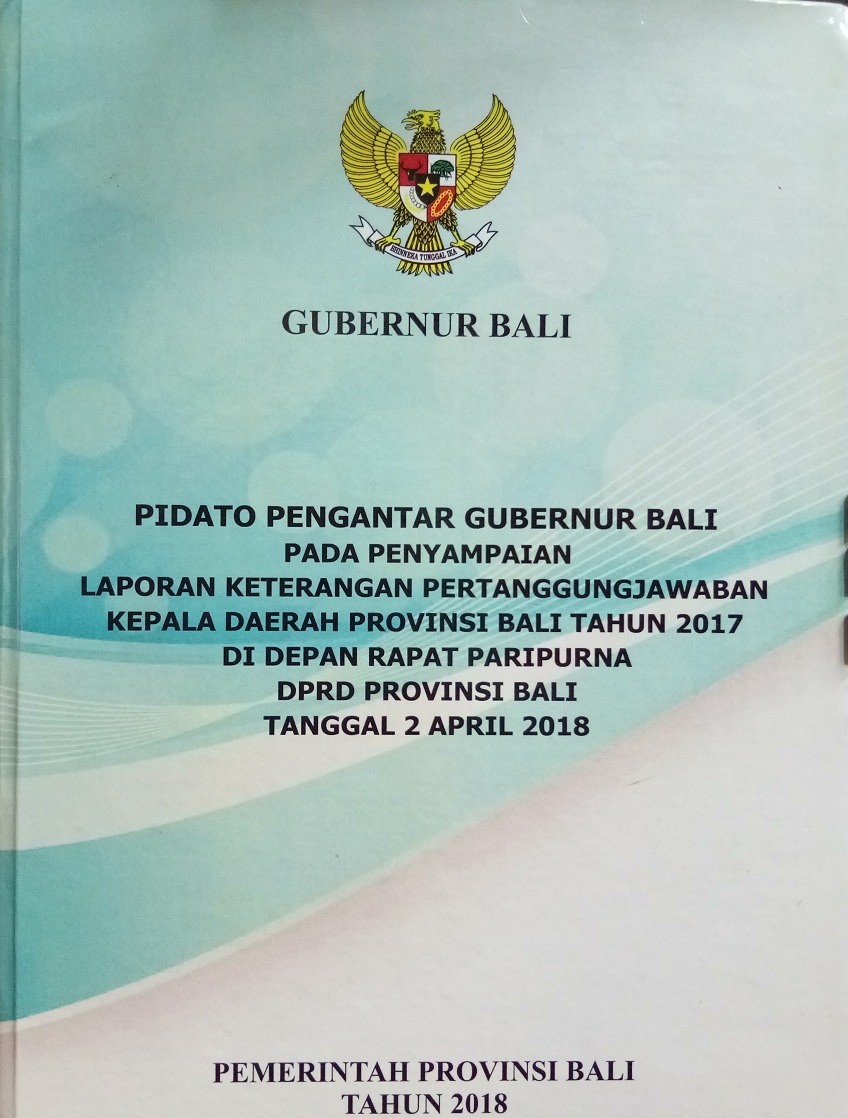 BHINNEKA TUNGGAL IKA
GUBERNUR BALI
PIDATO PENGANTAR GUBERNUR BALI
PADA PENYAMPAIAN
LAPORAN KETERANGAN PERTANGGUNGJAWABAN
KEPALA DAERAH PROVINSI BALI TAHUN 2017
DI DEPAN RAPAT PARIPURNA
DPRD PROVINSI BALI
TANGGAL 2 APRIL 2018
PEMERINTAH PROVINSI BALI
TAHUN 2018